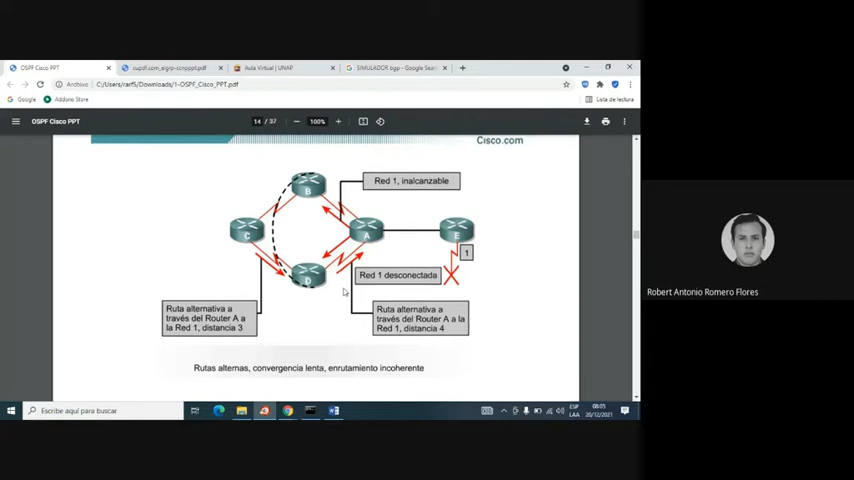 OSPF Cisco PPT
cupdf.com_eigrp-ccnpppt.pdf
Aula Virtual | UNAP
SIMULADOR bgp - Google Sear
Archivo
C:/Users/rarf5/Downloads/1-OSPF_Cisco_PPT.pdf
Google
Addons Store
Lista de lectura
OSPF Cisco PPT
14 / 37
100%
Cisco.com
B
Red 1, inalcanzable
C
A
E
1
D
Red 1 desconectada
Ruta alternativa a
través del Router A a
la Red 1, distancia 3
Ruta alternativa a
través del Router A a la
Red 1, distancia 4
Rutas alternas, convergencia lenta, enrutamiento incoherente
Robert Antonio Romero Flores
Escribe aquí para buscar
ESP
LAA
08:05
20/12/2021